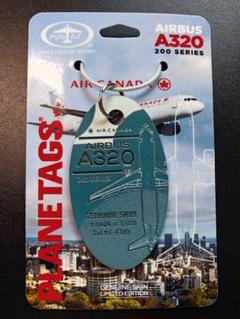 AIRBUS
A320
200 SERIES
AIR CANADA
PLANETAGS
AIR CANADA
AIRBUS
A320
200 SERIES
GENUINE SKIN
GENUINE SKIN
LIMITED EDITION